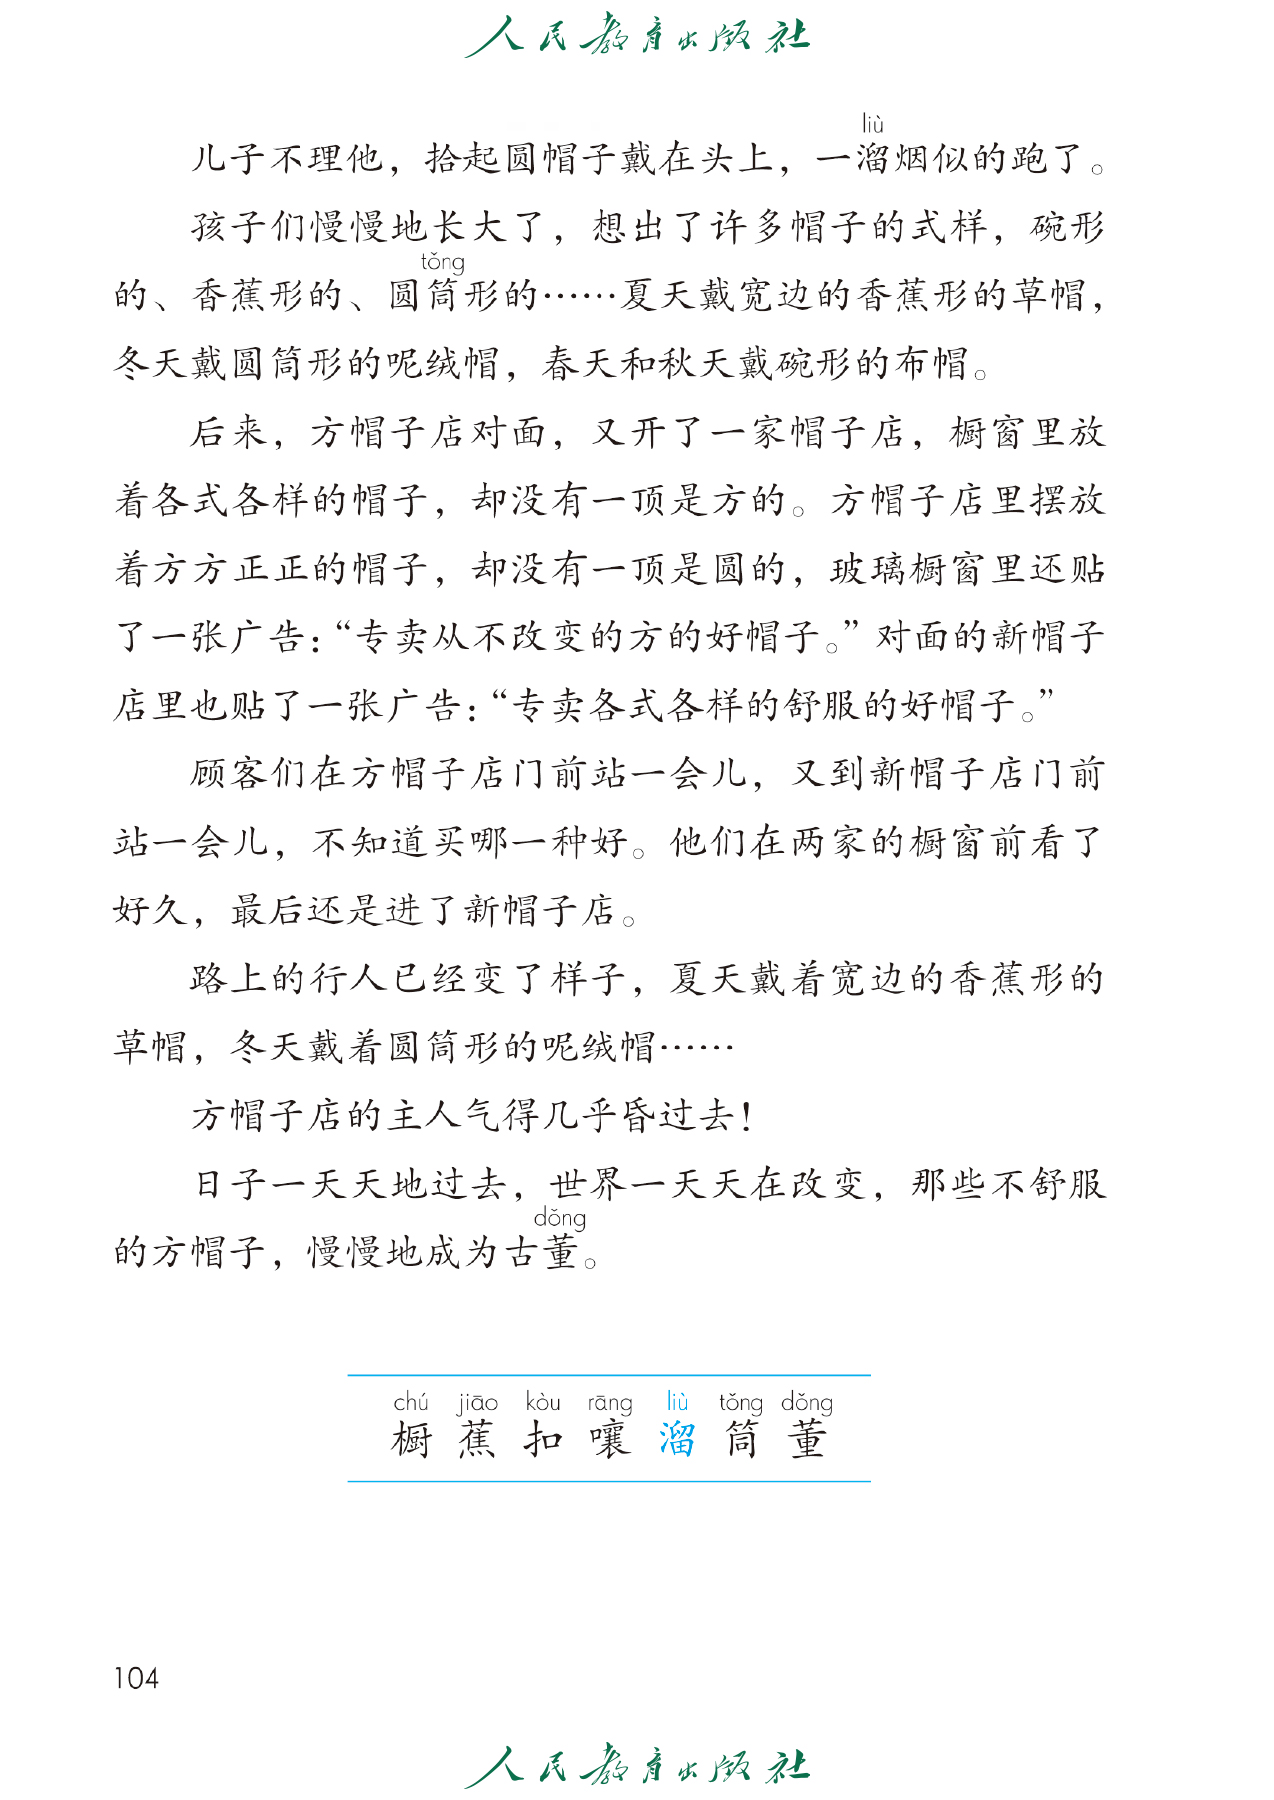 人民教育出版社
liù
儿子不理他，拾起圆帽子戴在头上，一溜烟似的跑了。
孩子们慢慢地长大了，想出了许多帽子的式样，碗形
tǒng
的、香蕉形的、圆筒形的……夏天戴宽边的香蕉形的草帽，
冬天戴圆筒形的呢绒帽，春天和秋天戴碗形的布帽。
后来，方帽子店对面，又开了一家帽子店，橱窗里放
着各式各样的帽子，却没有一顶是方的。方帽子店里摆放
着方方正正的帽子，却没有一顶是圆的，玻璃橱窗里还贴
了一张广告：“专卖从不改变的方的好帽子。”对面的新帽子
店里也贴了一张广告：“专卖各式各样的舒服的好帽子。”
顾客们在方帽子店门前站一会儿，又到新帽子店门前
站一会儿，不知道买哪一种好。他们在两家的橱窗前看了
好久，最后还是进了新帽子店。
路上的行人已经变了样子，夏天戴着宽边的香蕉形的
草帽，冬天戴着圆筒形的呢绒帽……
方帽子店的主人气得几乎昏过去！
日子一天天地过去，世界一天天在改变，那些不舒服
dǒng
的方帽子，慢慢地成为古董。
chú jiāo kòu rāng liù tǒng dǒng
橱 蕉 扣 嚷 溜 筒 董
104
人民教育出版社